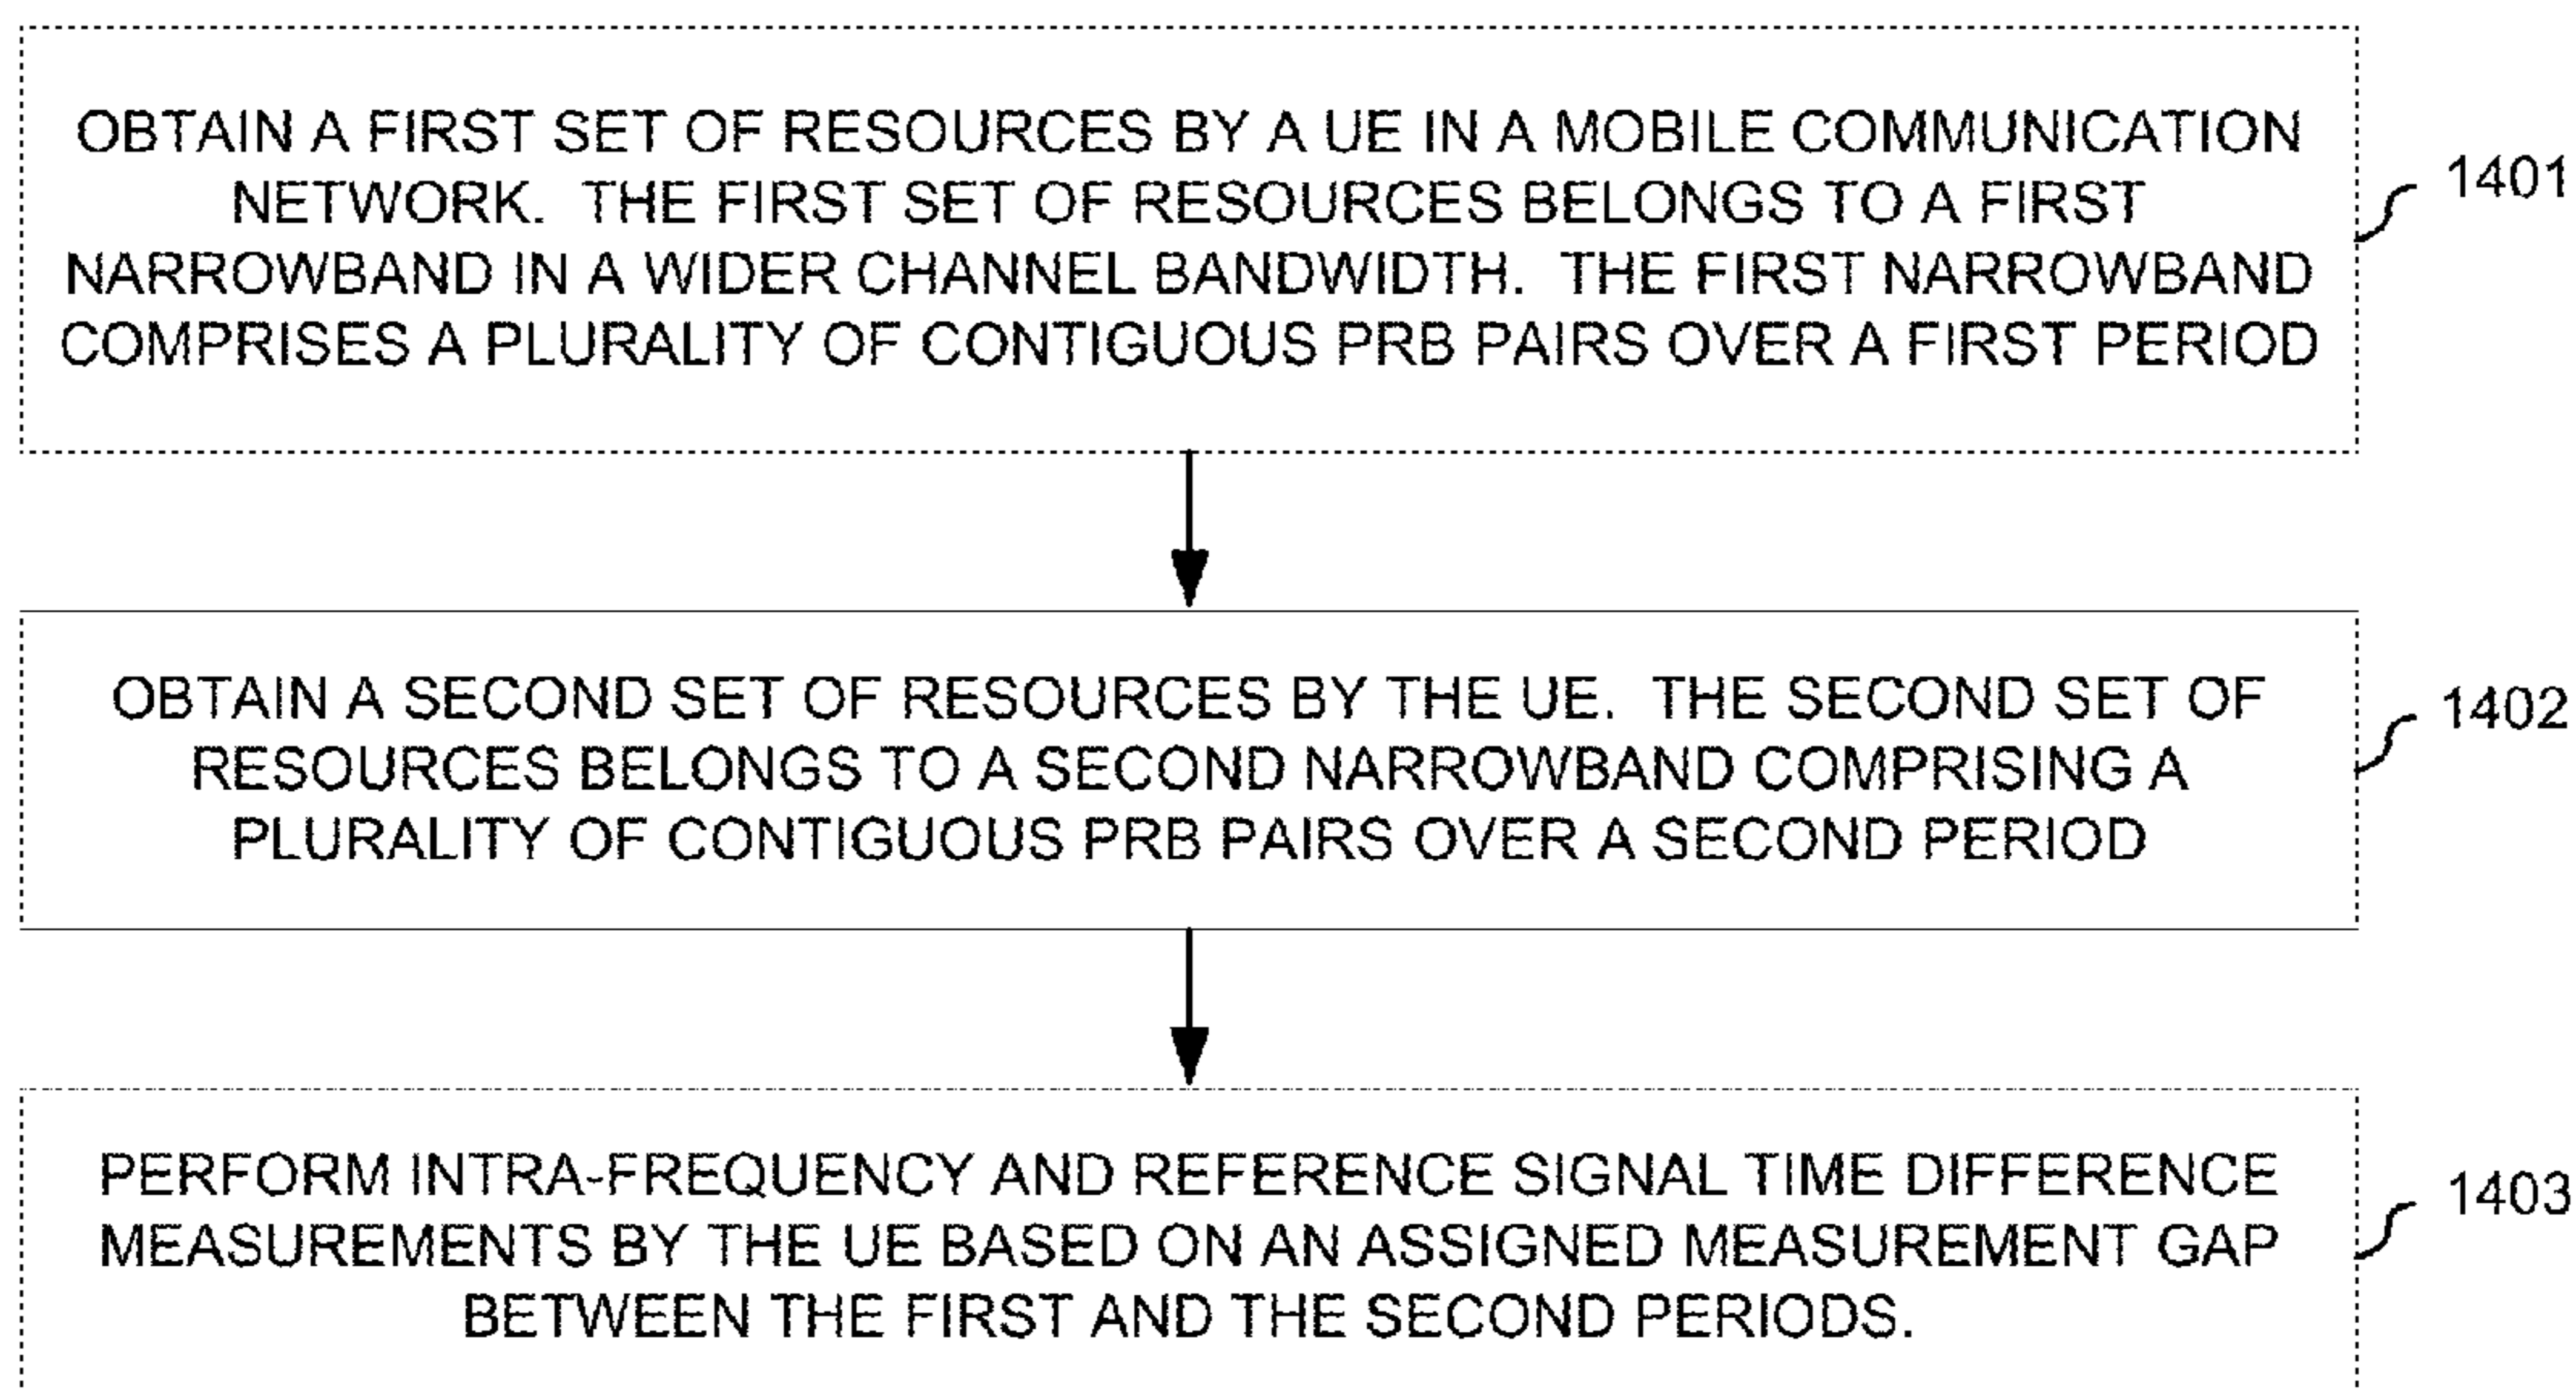 OBTAIN A FIRST SET OF RESOURCES BY A UE IN A MOBILE COMMUNICATION
NETWORK. THE FIRST SET OF RESOURCES BELONGS TO A FIRST
NARROWBAND IN A WIDER CHANNEL BANDWIDTH. THE FIRST NARROWBAND
COMPRISES A PLURALITY OF CONTIGUOUS PRB PAIRS OVER A FIRST PERIOD
1401
OBTAIN A SECOND SET OF RESOURCES BY THE UE. THE SECOND SET OF
RESOURCES BELONGS TO A SECOND NARROWBAND COMPRISING A
PLURALITY OF CONTIGUOUS PRB PAIRS OVER A SECOND PERIOD
1402
PERFORM INTRA-FREQUENCY AND REFERENCE SIGNAL TIME DIFFERENCE
MEASUREMENTS BY THE UE BASED ON AN ASSIGNED MEASUREMENT GAP
BETWEEN THE FIRST AND THE SECOND PERIODS.
1403